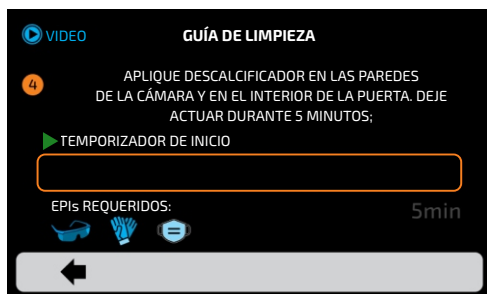 VIDEO
GUÍA DE LIMPIEZA
4
APLIQUE DESCALCIFICADOR EN LAS PAREDES
DE LA CÁMARA Y EN EL INTERIOR DE LA PUERTA. DEJE
ACTUAR DURANTE 5 MINUTOS;
TEMPORIZADOR DE INICIO
EPIs REQUERIDOS:
5min